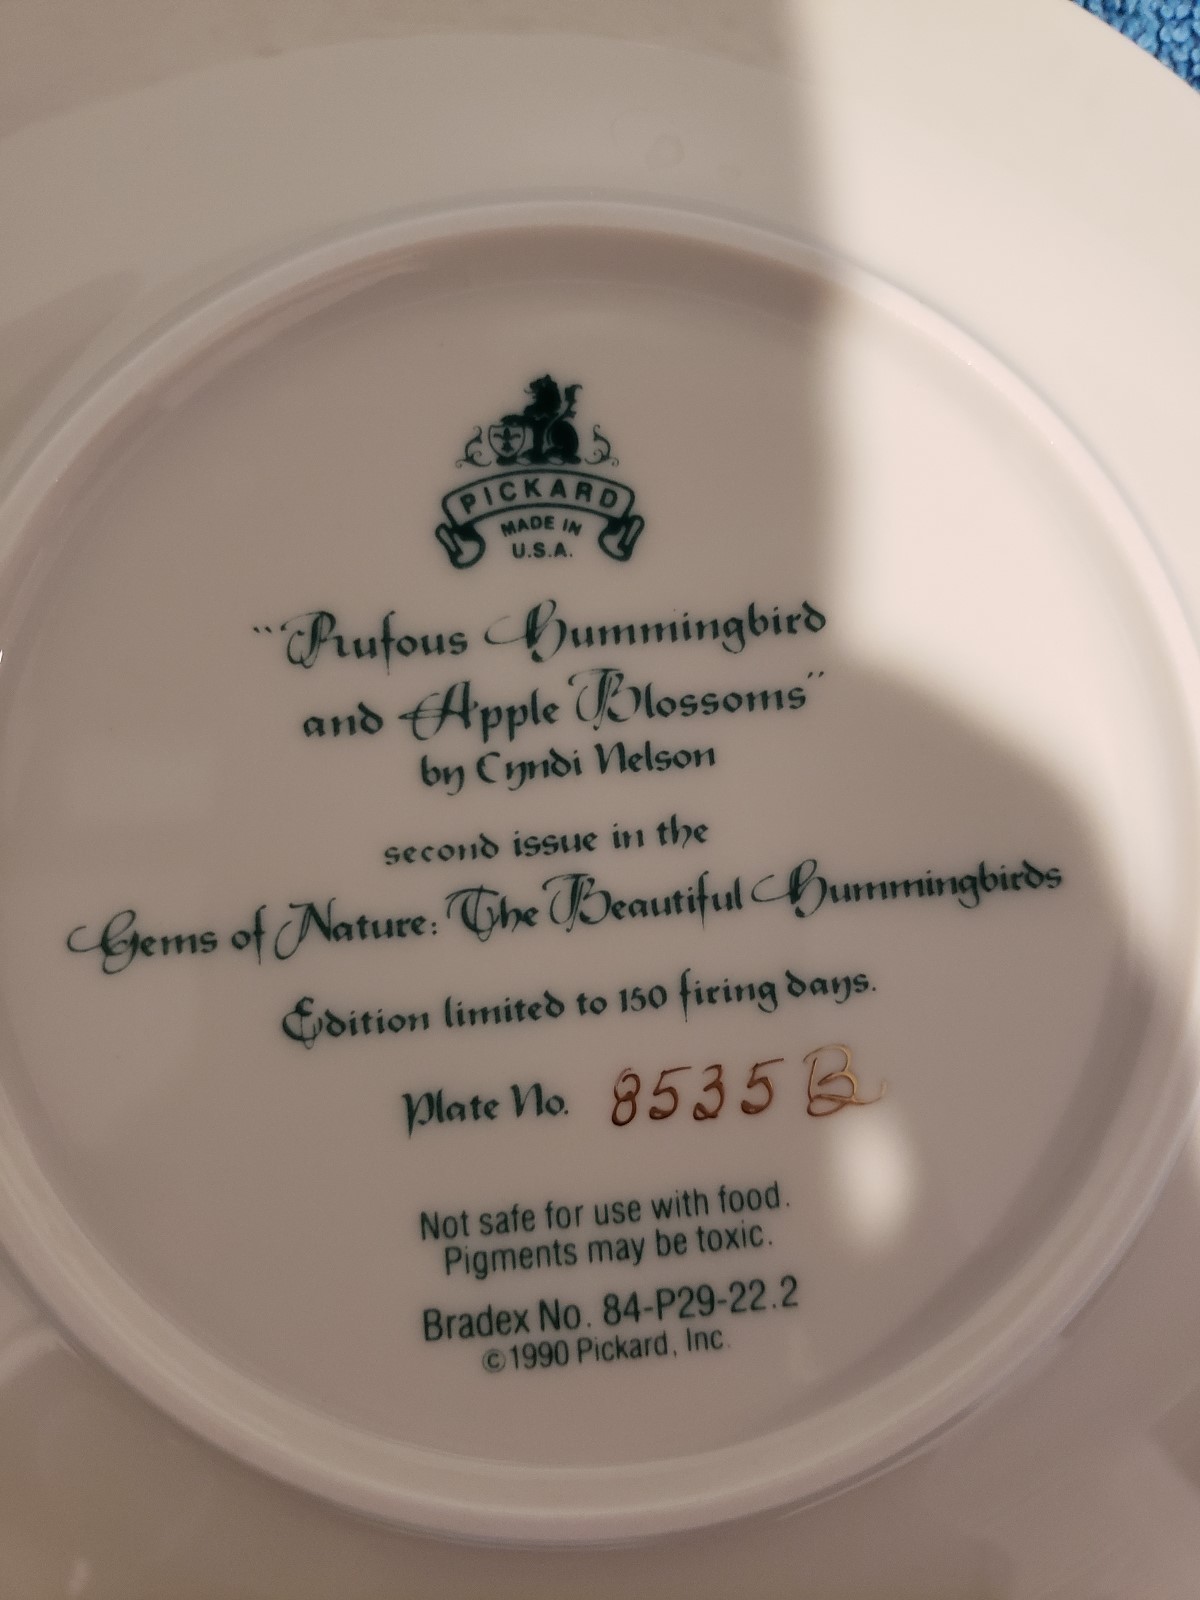 PICKARD
MADE IN
U.S.A.
"Rufous Hummingbird
and Apple Blossoms"
by Cyndi Nelson
second issue in the
Gems of Nature: The Beautiful Hummingbirds
Edition limited to 150 firing days.
Plate No. 8535 B
Not safe for use with food.
Pigments may be toxic.
Bradex No. 84-P29-22.2
©1990 Pickard, Inc.